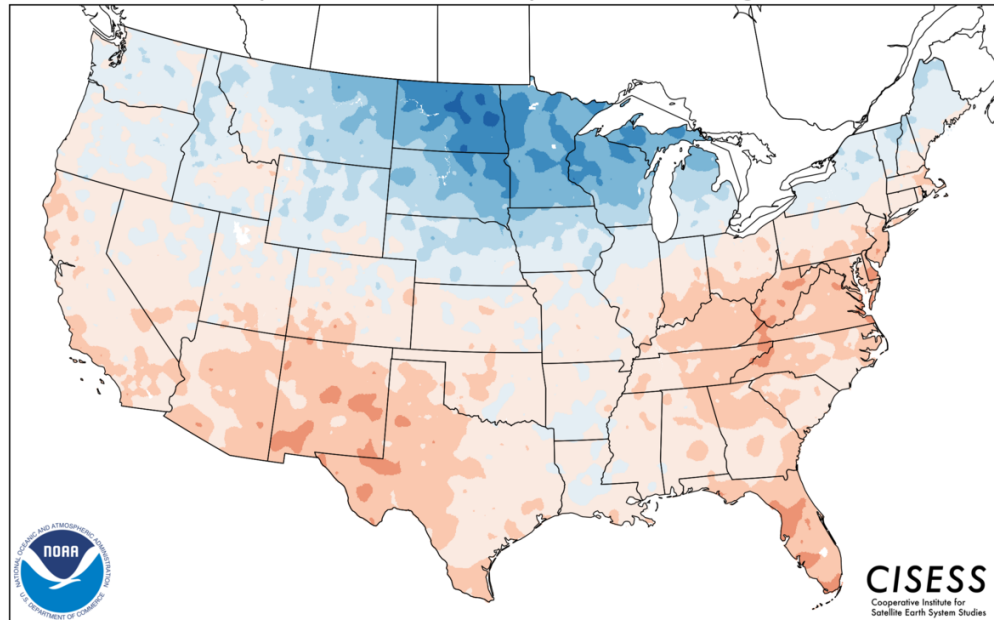 NATIONAL OCEANIC AND ATMOSPHERIC ADMINISTRATION
NOAA
U.S. DEPARTMENT OF COMMERCE
CISESS
Cooperative Institute for
Satellite Earth System Studies